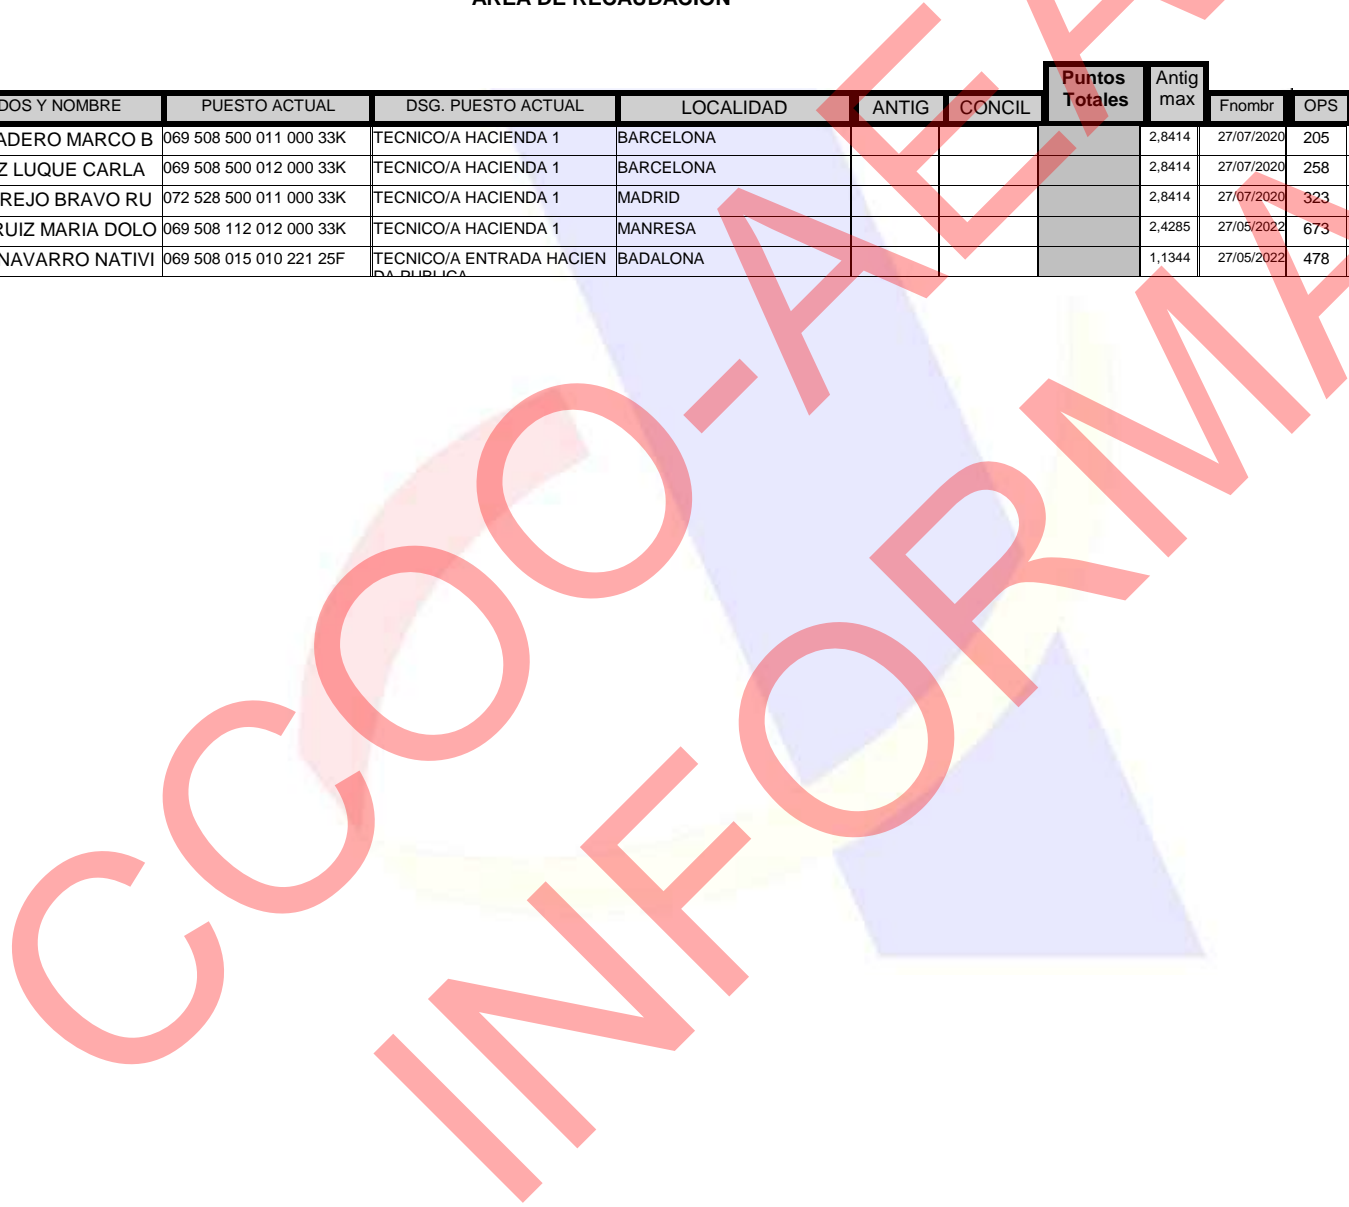 AREA DE RECAUDACION
Puntos Totales Antig max
DOS Y NOMBRE PUESTO ACTUAL DSG. PUESTO ACTUAL LOCALIDAD ANTIG CONCIL Fnombr OPS
ADERO MARCO B 069 508 500 011 000 33K TECNICO/A HACIENDA 1 BARCELONA 2,8414 27/07/2020 205
Z LUQUE CARLA 069 508 500 012 000 33K TECNICO/A HACIENDA 1 BARCELONA 2,8414 27/07/2020 258
REJO BRAVO RU 072 528 500 011 000 33K TECNICO/A HACIENDA 1 MADRID 2,8414 27/07/2020 323
RUIZ MARIA DOLO 069 508 112 012 000 33K TECNICO/A HACIENDA 1 MANRESA 2,4285 27/05/2022 673
NAVARRO NATIVI 069 508 015 010 221 25F TECNICO/A ENTRADA HACIEN BADALONA 1,1344 27/05/2022 478
DA PUBLICA
CCOO-AEA
INFORMA